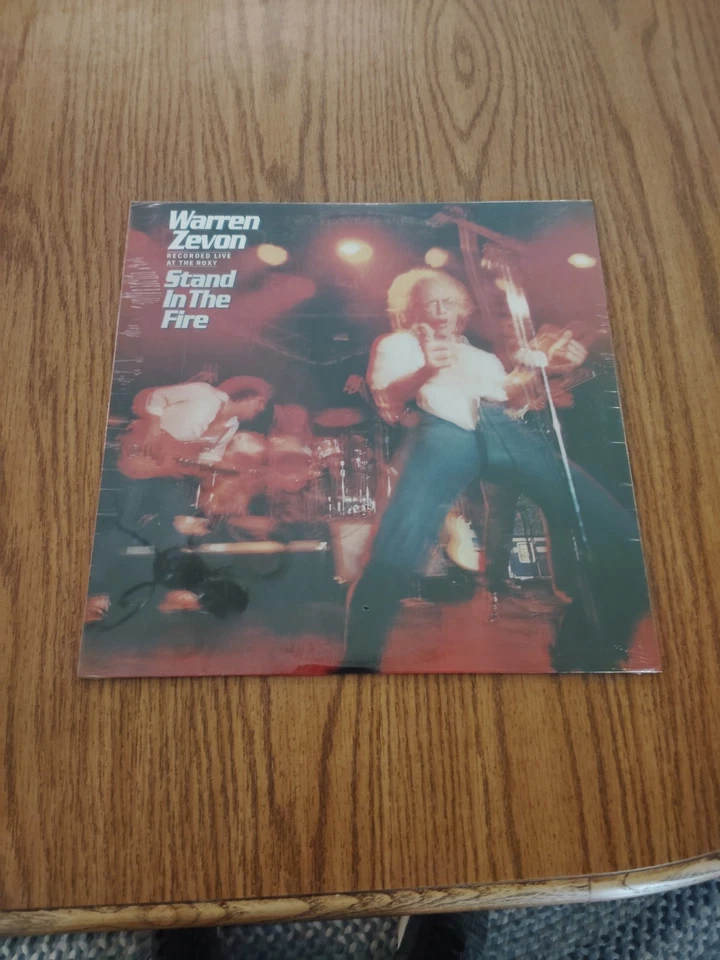 Warren
Zevon
RECORDED LIVE
AT THE ROXY
Stand
In The
Fire